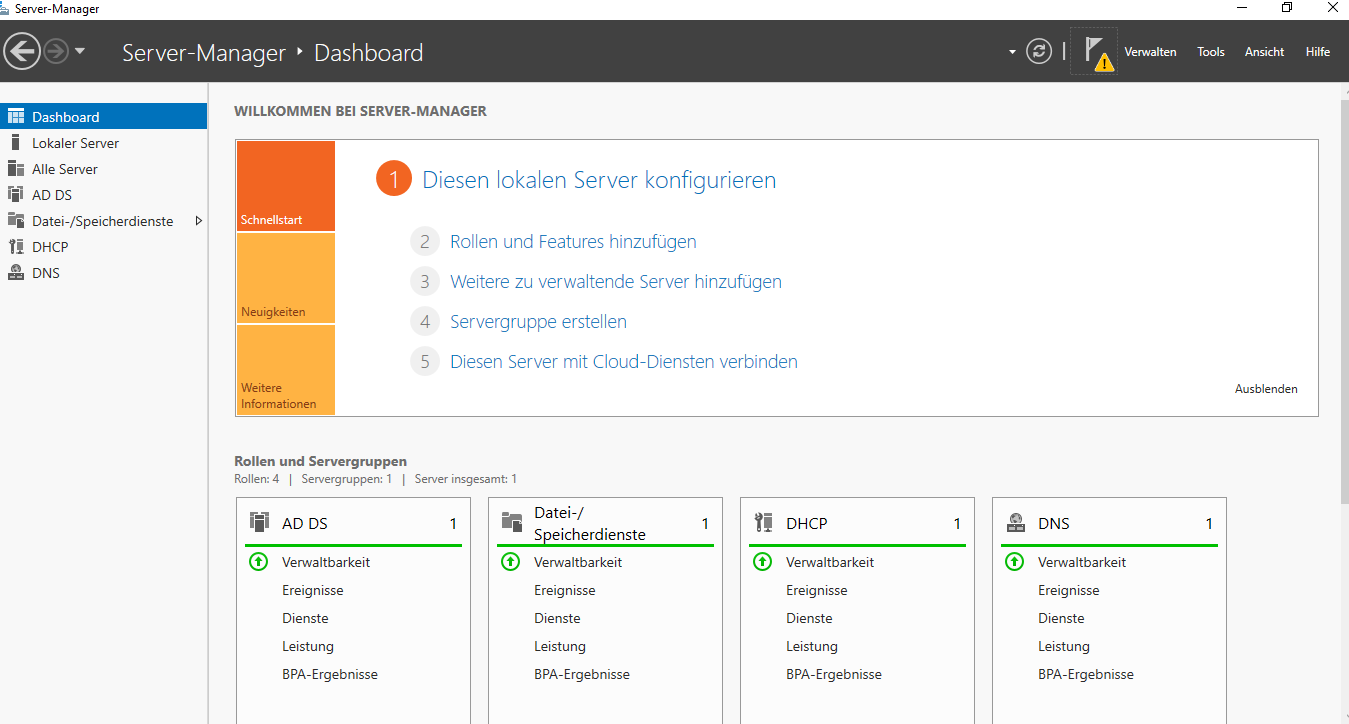 Server-Manager
Server-Manager ‣ Dashboard
Verwalten
Tools
Ansicht
Hilfe
Dashboard
Lokaler Server
Alle Server
AD DS
Datei-/Speicherdienste
DHCP
DNS
WILLKOMMEN BEI SERVER-MANAGER
Schnellstart
Neuigkeiten
Weitere
Informationen
1 Diesen lokalen Server konfigurieren
2 Rollen und Features hinzufügen
3 Weitere zu verwaltende Server hinzufügen
4 Servergruppe erstellen
5 Diesen Server mit Cloud-Diensten verbinden
Ausblenden
Rollen und Servergruppen
Rollen: 4 | Servergruppen: 1 | Server insgesamt: 1
AD DS 1
Verwaltbarkeit
Ereignisse
Dienste
Leistung
BPA-Ergebnisse
Datei-/
Speicherdienste 1
Verwaltbarkeit
Ereignisse
Dienste
Leistung
BPA-Ergebnisse
DHCP 1
Verwaltbarkeit
Ereignisse
Dienste
Leistung
BPA-Ergebnisse
DNS 1
Verwaltbarkeit
Ereignisse
Dienste
Leistung
BPA-Ergebnisse